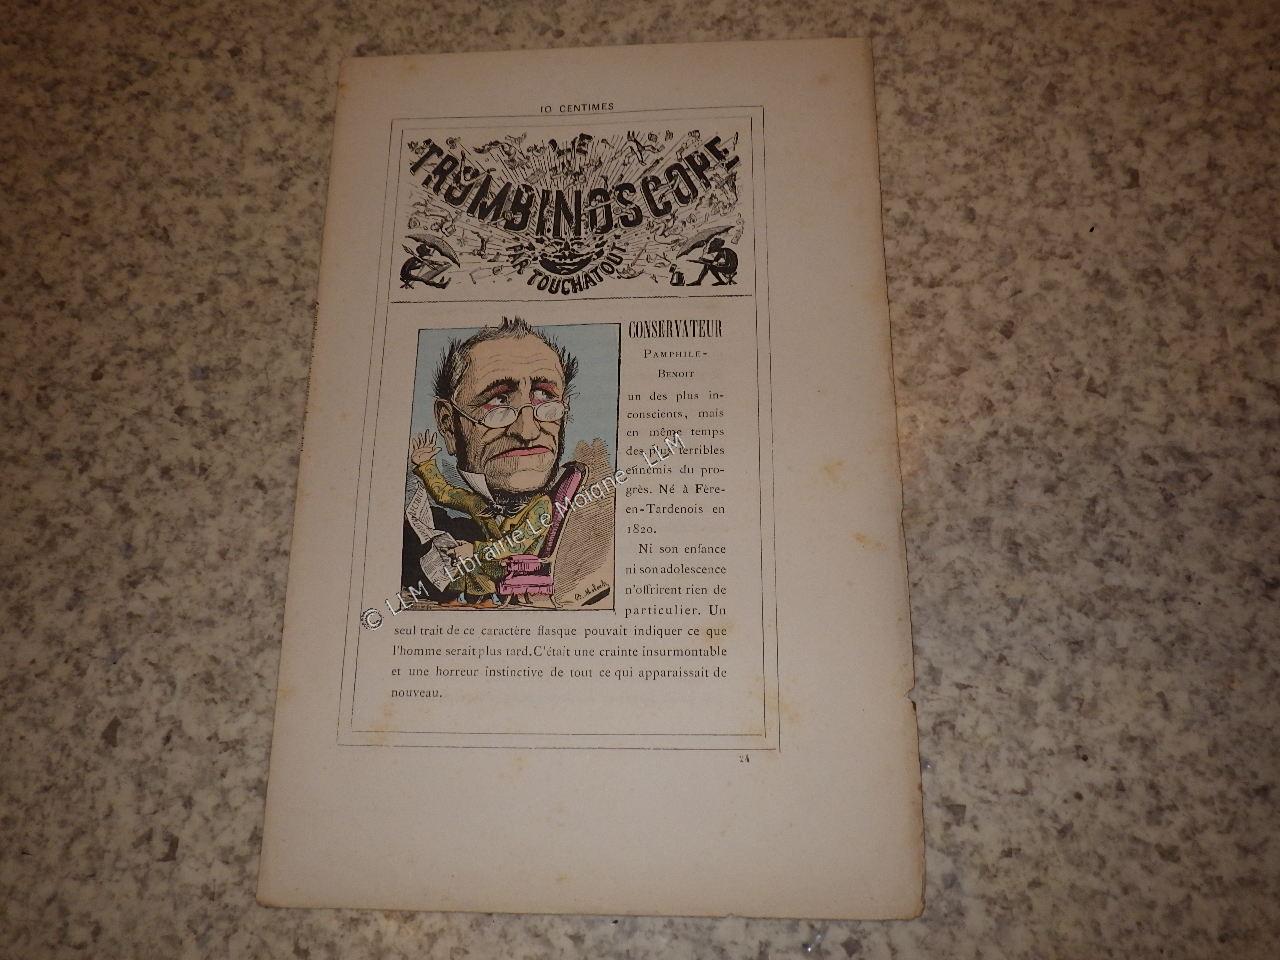 10 CENTIMES
LE
TROMBINOSCOPE
PAR TOUCHATOUT
CONSERVATEUR
PAMPHILE-
BENOIT
un des plus in-
conscients, mais
en même temps
des plus terribles
ennemis du pro-
grès. Né à Fère-
en-Tardenois en
1820.
Ni son enfance
ni son adolescence
n'offrirent rien de
particulier. Un
seul trait de ce caractère flasque pouvait indiquer ce que
l'homme serait plus tard. C'était une crainte insurmontable
et une horreur instinctive de tout ce qui apparaissait de
nouveau.
24
© LLM - Librairie Le Moigne - LLM